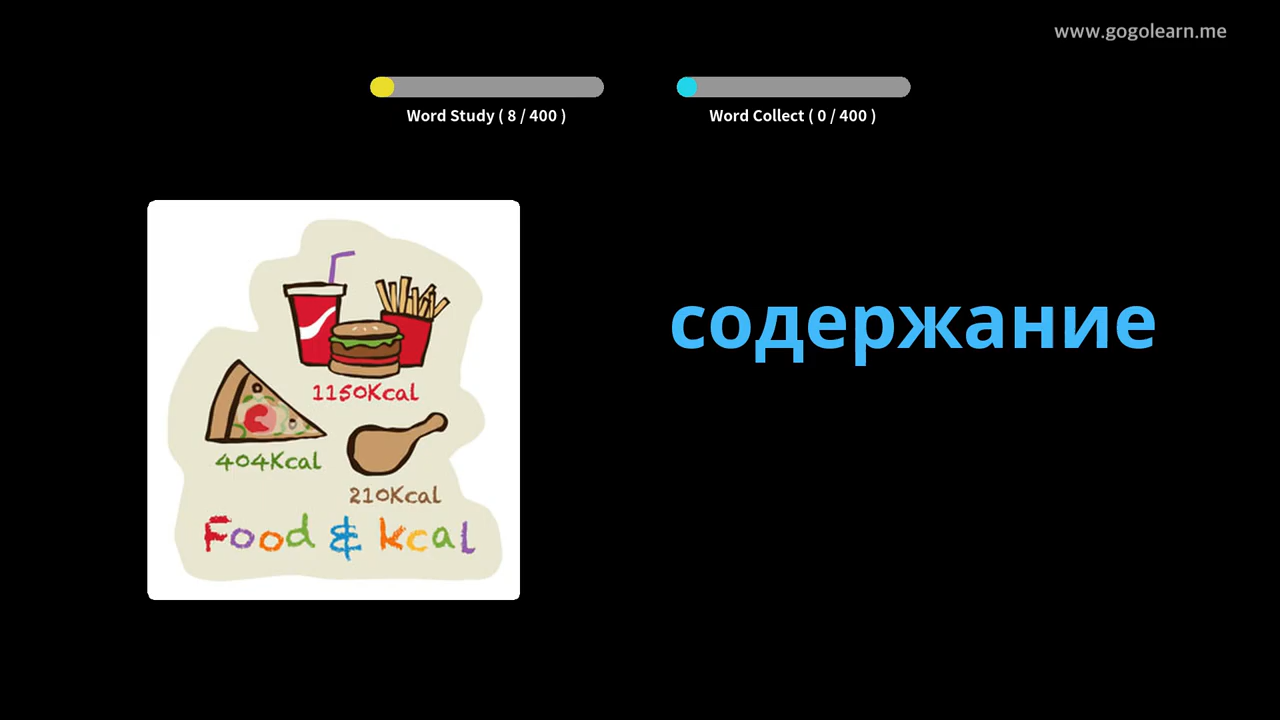 www.gogolearn.me
Word Study ( 8 / 400 )
Word Collect ( 0 / 400 )
содержание
1150Kcal
404Kcal
210Kcal
Food & kcal